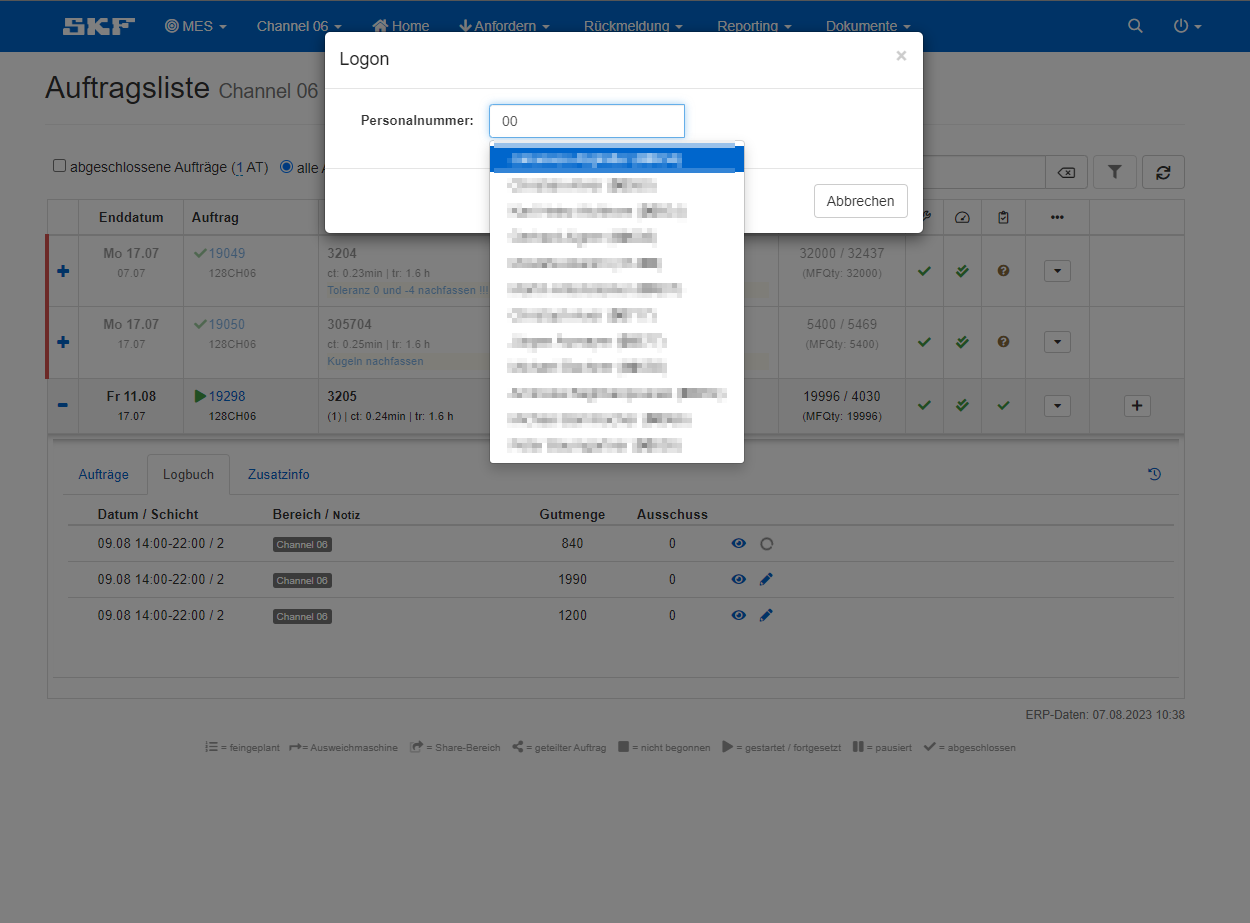 SKF MES Channel 06 Home Anfordern Rückmeldung Reporting Dokumente
Logon ×
Auftragsliste Channel 06
Personalnummer: 00
abgeschlossene Aufträge (1 AT) alle
Abbrechen
Enddatum Auftrag
Mo 17.07 19049 3204 32000 / 32437
07.07 128CH06 ct: 0.23min | tr: 1.6 h (MFQty: 32000)
Toleranz 0 und -4 nachfassen !!!
Mo 17.07 19050 305704 5400 / 5469
17.07 128CH06 ct: 0.25min | tr: 1.6 h (MFQty: 5400)
Kugeln nachfassen
Fr 11.08 19298 3205 19996 / 4030
17.07 128CH06 (1) | ct: 0.24min | tr: 1.6 h (MFQty: 19996)
Aufträge Logbuch Zusatzinfo
Datum / Schicht Bereich / Notiz Gutmenge Ausschuss
09.08 14:00-22:00 / 2 Channel 06 840 0
09.08 14:00-22:00 / 2 Channel 06 1990 0
09.08 14:00-22:00 / 2 Channel 06 1200 0
ERP-Daten: 07.08.2023 10:38
= feingeplant = Ausweichmaschine = Share-Bereich = geteilter Auftrag = nicht begonnen = gestartet / fortgesetzt = pausiert = abgeschlossen